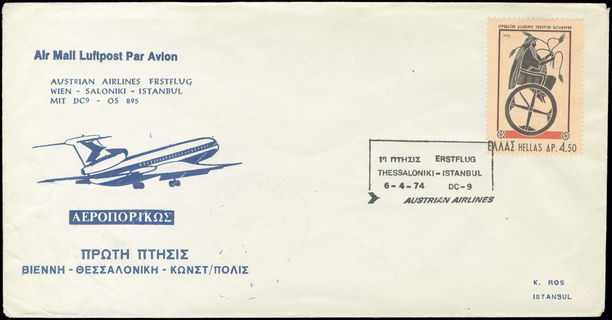 Air Mail Luftpost Par Avion
AUSTRIAN AIRLINES ERSTFLUG
WIEN - SALONIKI - ISTANBUL
MIT DC9 - OS 895
ΑΕΡΟΠΟΡΙΚΩΣ
ΠΡΩΤΗ ΠΤΗΣΙΣ
ΒΙΕΝΝΗ - ΘΕΣΣΑΛΟΝΙΚΗ - ΚΩΝΣΤ/ΠΟΛΙΣ
ΕΛΛΑΣ HELLAS ΔΡ. 4.50
1η ΠΤΗΣΙΣ ERSTFLUG
THESSALONIKI - ISTANBUL
6-4-74 DC-9
AUSTRIAN AIRLINES
K. ROS
ISTANBUL